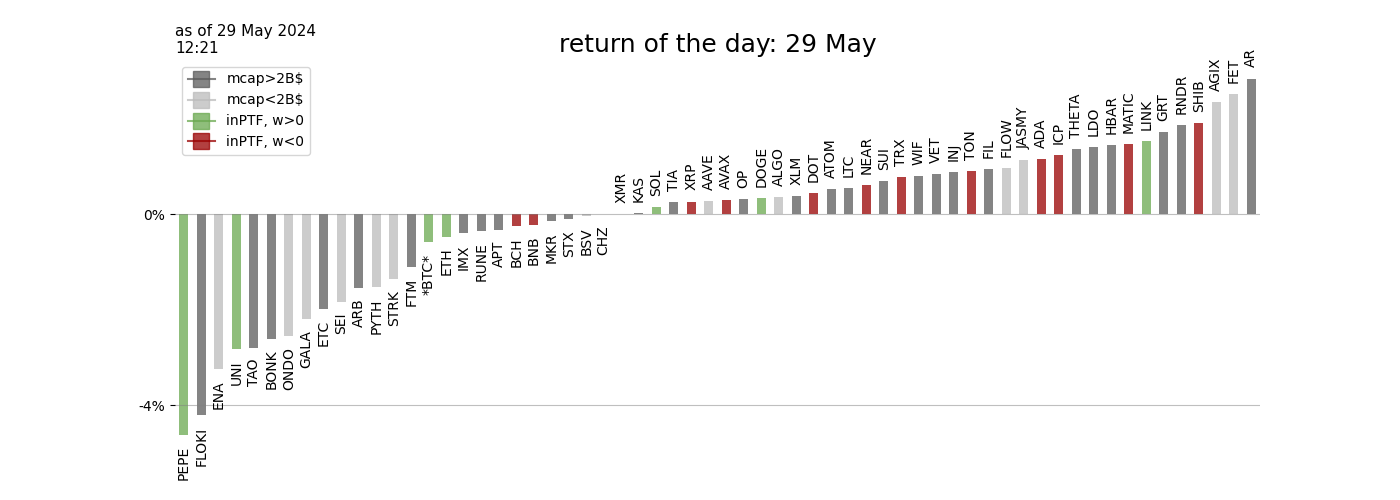 as of 29 May 2024
12:21
return of the day: 29 May
mcap>2B$
mcap<2B$
inPTF, w>0
inPTF, w<0
0%
-4%
PEPE
FLOKI
ENA
UNI
TAO
BONK
ONDO
GALA
ETC
SEI
ARB
PYTH
STRK
FTM
*BTC*
ETH
IMX
RUNE
APT
BCH
BNB
MKR
STX
BSV
CHZ
XMR
KAS
SOL
TIA
XRP
AAVE
AVAX
OP
DOGE
ALGO
XLM
DOT
ATOM
LTC
NEAR
SUI
TRX
WIF
VET
INJ
TON
FIL
FLOW
JASMY
ADA
ICP
THETA
LDO
HBAR
MATIC
LINK
GRT
RNDR
SHIB
AGIX
FET
AR